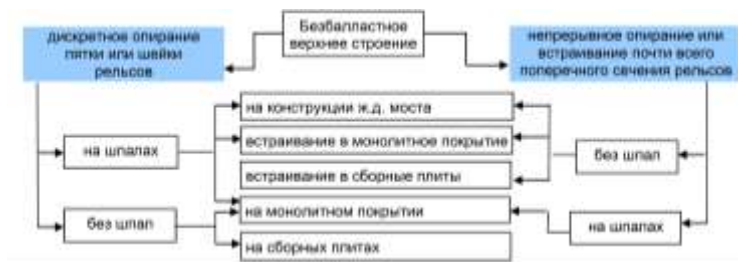 Безбалластное
верхнее строение
дискретное опирание
пятки или шейки
рельсов
непрерывное опирание или
встраивание почти всего
поперечного сечения рельсов
на конструкции ж.д. моста
на шпалах
встраивание в монолитное покрытие
без шпал
встраивание в сборные плиты
на монолитном покрытии
без шпал
на шпалах
на сборных плитах